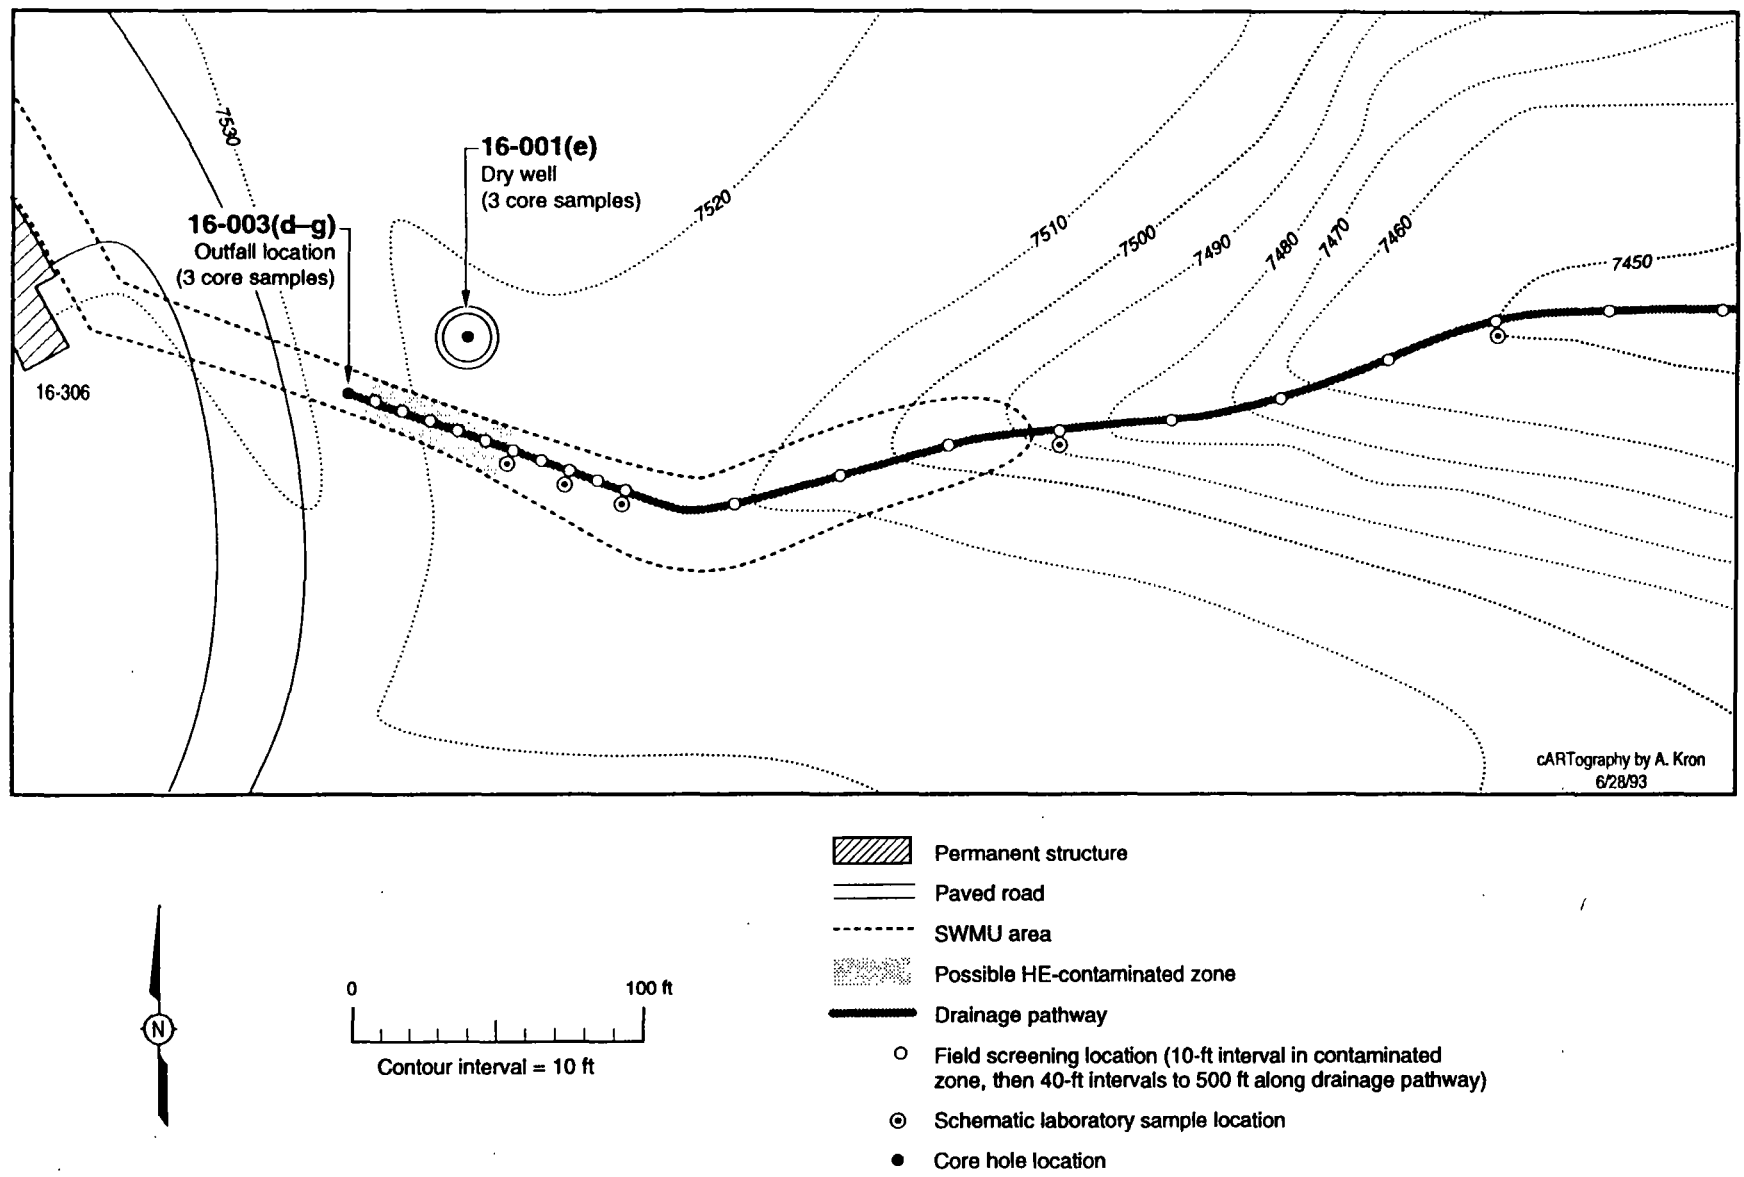 7530
16-001(e)
Dry well
(3 core samples)
16-003(d–g)
Outfall location
(3 core samples)
7520
7510
7500
7490
7480
7470
7460
7450
16-306
cARTography by A. Kron
6/28/93
Permanent structure
Paved road
SWMU area
Possible HE-contaminated zone
Drainage pathway
Field screening location (10-ft interval in contaminated
zone, then 40-ft intervals to 500 ft along drainage pathway)
Schematic laboratory sample location
Core hole location
N
0 100 ft
Contour interval = 10 ft